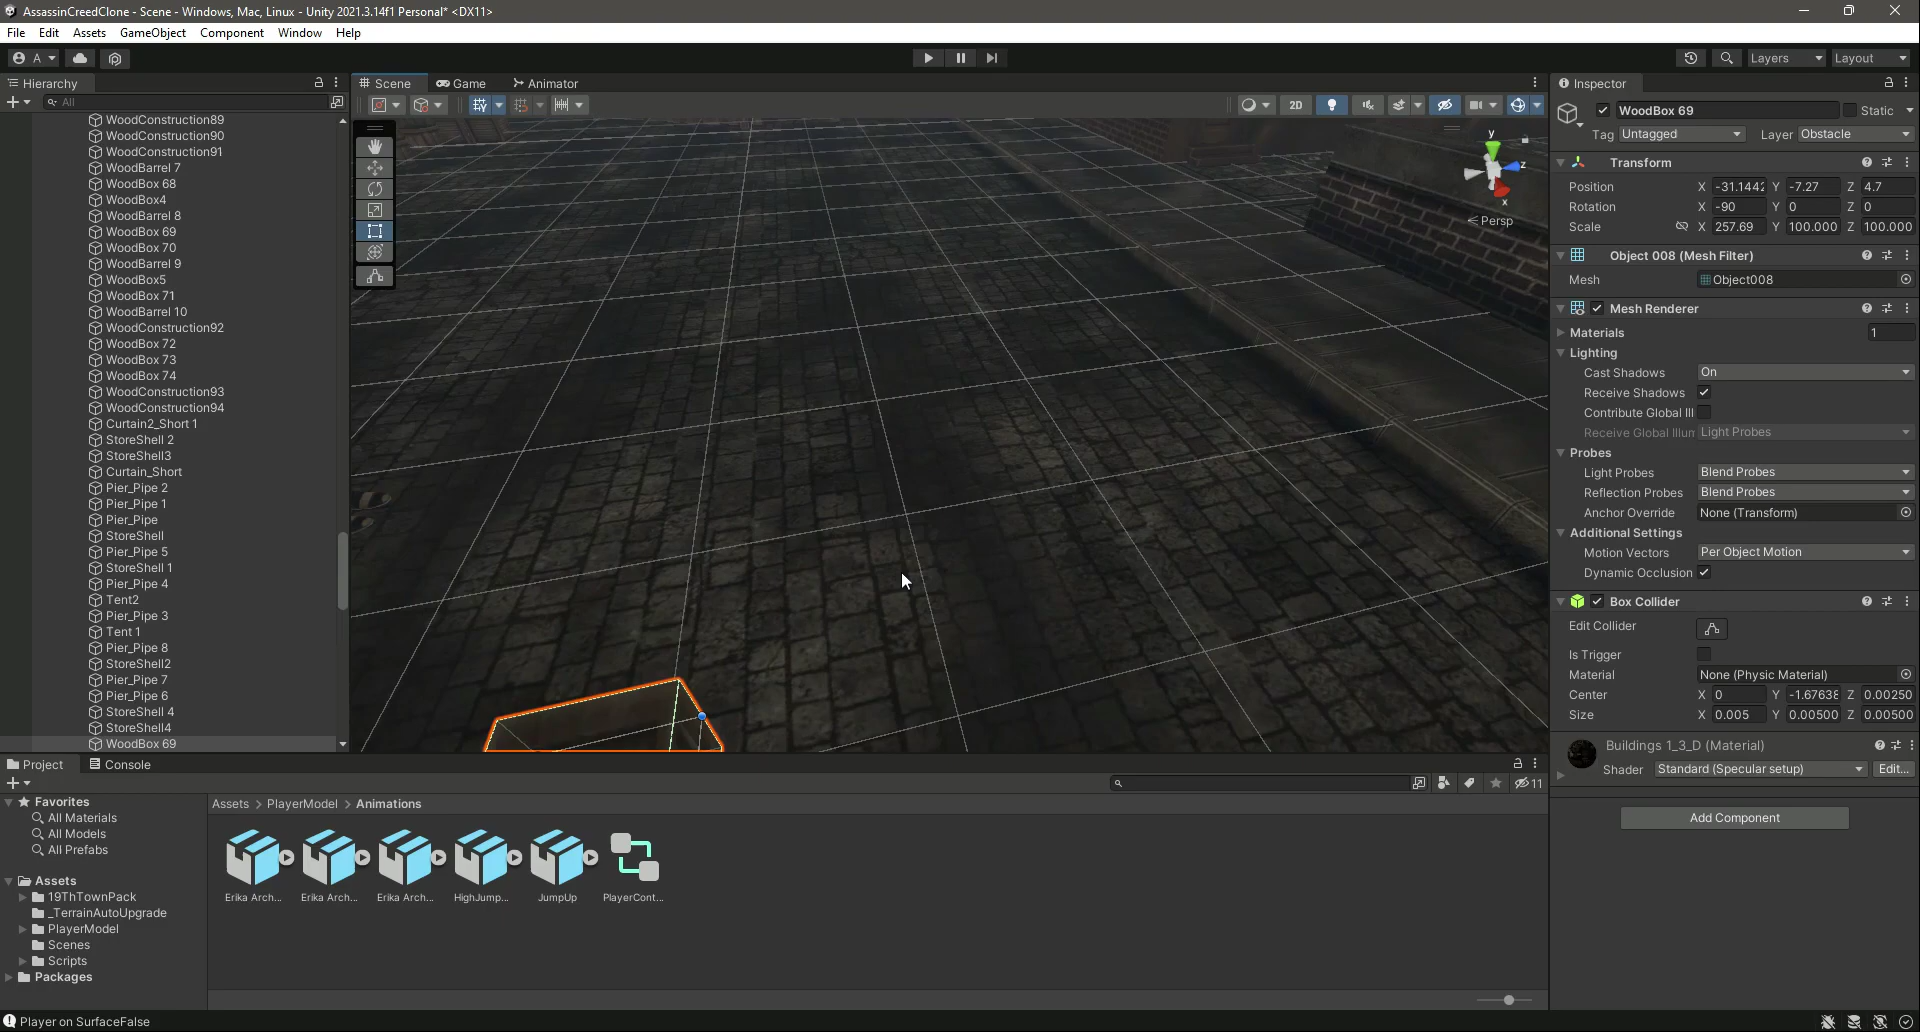 AssassinCreedClone - Scene - Windows, Mac, Linux - Unity 2021.3.14f1 Personal* <DX11>
File Edit Assets GameObject Component Window Help
A
Layers Layout
Hierarchy
All
WoodConstruction89
WoodConstruction90
WoodConstruction91
WoodBarrel 7
WoodBox 68
WoodBox4
WoodBarrel 8
WoodBox 69
WoodBox 70
WoodBarrel 9
WoodBox5
WoodBox 71
WoodBarrel 10
WoodConstruction92
WoodBox 72
WoodBox 73
WoodBox 74
WoodConstruction93
WoodConstruction94
Curtain2_Short 1
StoreShell 2
StoreShell3
Curtain_Short
Pier_Pipe 2
Pier_Pipe 1
Pier_Pipe
StoreShell
Pier_Pipe 5
StoreShell 1
Pier_Pipe 4
Tent2
Pier_Pipe 3
Tent 1
Pier_Pipe 8
StoreShell2
Pier_Pipe 7
Pier_Pipe 6
StoreShell 4
StoreShell4
WoodBox 69
Scene Game Animator
2D
y
z
x
< Persp
Inspector
WoodBox 69 Static
Tag Untagged Layer Obstacle
Transform
Position X -31.1442 Y -7.27 Z 4.7
Rotation X -90 Y 0 Z 0
Scale X 257.69 Y 100.000 Z 100.000
Object 008 (Mesh Filter)
Mesh Object008
Mesh Renderer
Materials 1
Lighting
Cast Shadows On
Receive Shadows
Contribute Global Ill
Receive Global Illum Light Probes
Probes
Light Probes Blend Probes
Reflection Probes Blend Probes
Anchor Override None (Transform)
Additional Settings
Motion Vectors Per Object Motion
Dynamic Occlusion
Box Collider
Edit Collider
Is Trigger
Material None (Physic Material)
Center X 0 Y -1.67638 Z 0.00250
Size X 0.005 Y 0.00500 Z 0.00500
Buildings 1_3_D (Material)
Shader Standard (Specular setup) Edit...
Add Component
Project Console
11
Favorites
All Materials
All Models
All Prefabs
Assets
19ThTownPack
_TerrainAutoUpgrade
PlayerModel
Scenes
Scripts
Packages
Assets > PlayerModel > Animations
Erika Arch... Erika Arch... Erika Arch... HighJump... JumpUp PlayerCont...
Player on SurfaceFalse